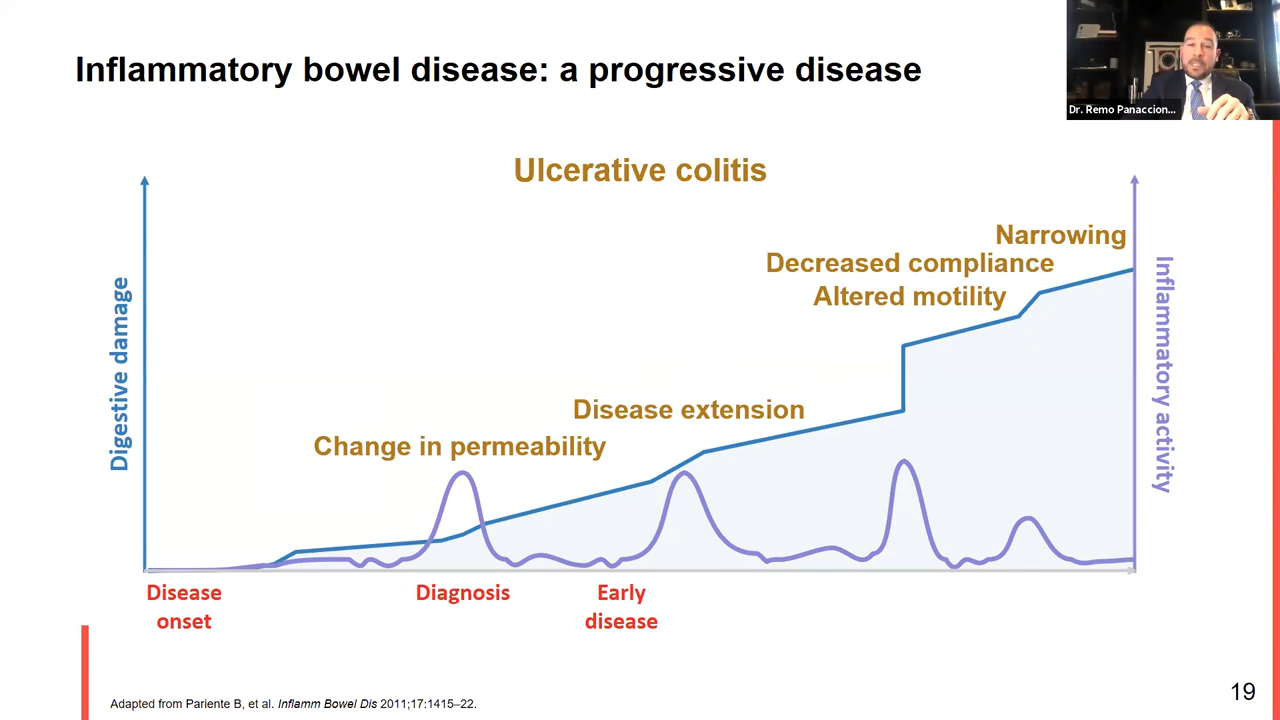 Inflammatory bowel disease: a progressive disease
Dr. Remo Panaccion...
Ulcerative colitis
Narrowing
Decreased compliance
Altered motility
Disease extension
Change in permeability
Digestive damage
Inflammatory activity
Disease
onset
Diagnosis
Early
disease
Adapted from Pariente B, et al. Inflamm Bowel Dis 2011;17:1415–22.
19